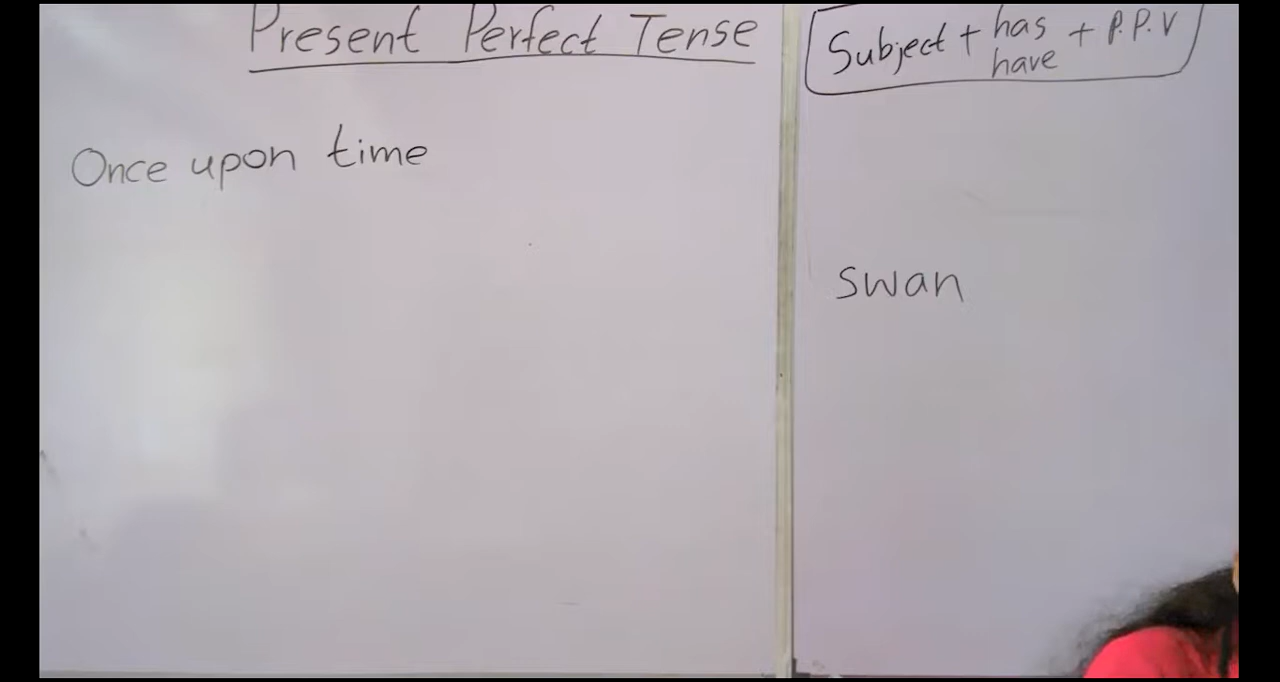 Present Perfect Tense
Subject + has + P.P.V
have
Once upon time
swan